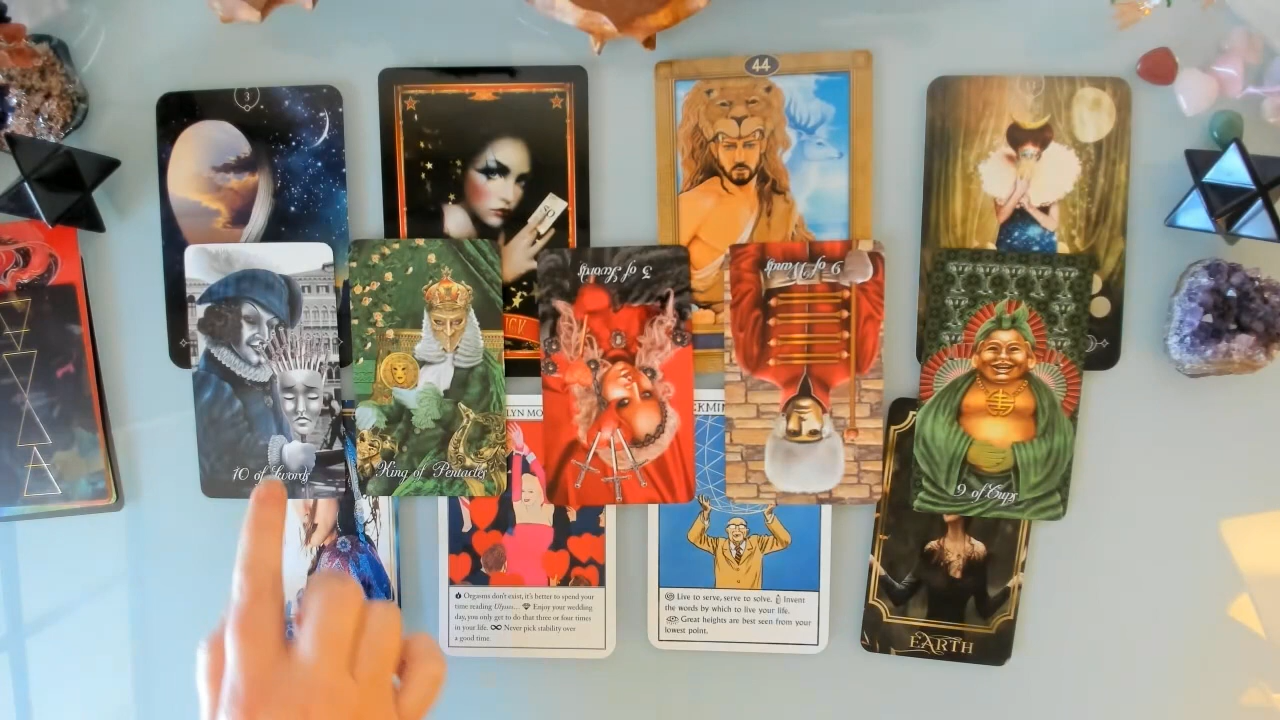 3
44
ICK
10 of Swords
King of Pentacles
3 of Swords
9 of Wands
9 of Cups
LYN MO
CKMIN
Orgasms don't exist, it's better to spend your
time reading Ulysses... Enjoy your wedding
day, you only get to do that three or four times
in your life. Never pick stability over
a good time.
Live to serve, serve to solve. Invent
the words by which to live your life.
Great heights are best seen from your
lowest point.
EARTH